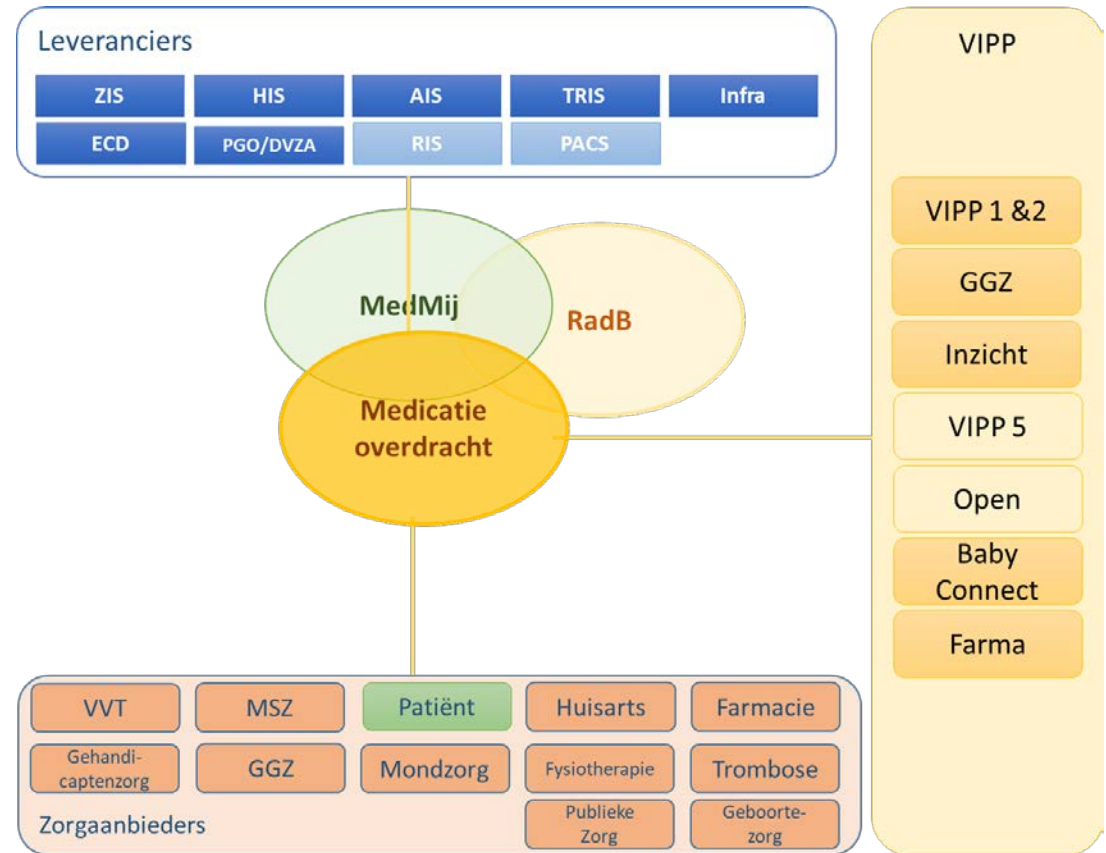 Leveranciers
ZIS
HIS
AIS
TRIS
Infra
ECD
PGO/DVZA
RIS
PACS
MedMij
RadB
Medicatie
overdracht
VIPP
VIPP 1 &2
GGZ
Inzicht
VIPP 5
Open
Baby
Connect
Farma
VVT
MSZ
Patiënt
Huisarts
Farmacie
Gehandi-
captenzorg
GGZ
Mondzorg
Fysiotherapie
Trombose
Publieke
Zorg
Geboorte-
zorg
Zorgaanbieders